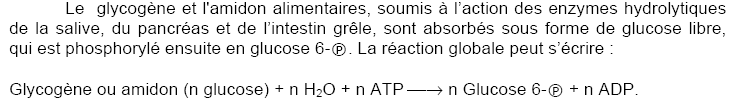 Le glycogène et l'amidon alimentaires, soumis à l'action des enzymes hydrolytiques
de la salive, du pancréas et de l'intestin grêle, sont absorbés sous forme de glucose libre,
qui est phosphorylé ensuite en glucose 6-Ⓟ. La réaction globale peut s'écrire :
Glycogène ou amidon (n glucose) + n H₂O + n ATP ⟶ n Glucose 6-Ⓟ + n ADP.